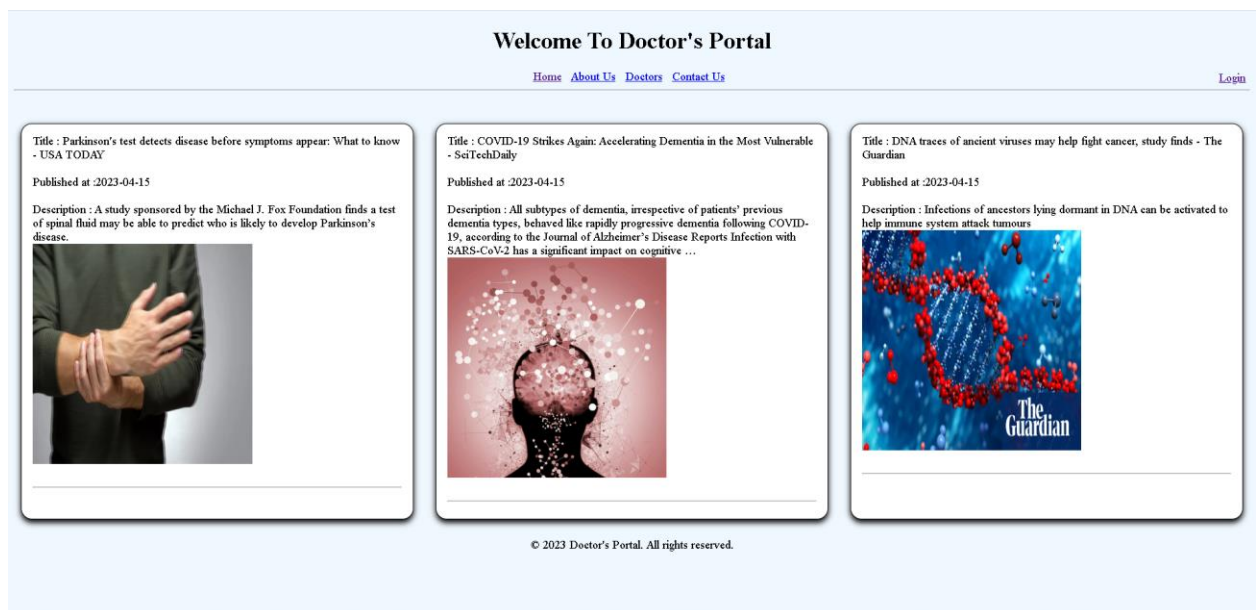 Welcome To Doctor's Portal
Home About Us Doctors Contact Us
Login
Title : Parkinson's test detects disease before symptoms appear: What to know
- USA TODAY
Published at :2023-04-15
Description : A study sponsored by the Michael J. Fox Foundation finds a test
of spinal fluid may be able to predict who is likely to develop Parkinson's
disease.
Title : COVID-19 Strikes Again: Accelerating Dementia in the Most Vulnerable
- SciTechDaily
Published at :2023-04-15
Description : All subtypes of dementia, irrespective of patients' previous
dementia types, behaved like rapidly progressive dementia following COVID-
19, according to the Journal of Alzheimer's Disease Reports Infection with
SARS-CoV-2 has a significant impact on cognitive …
Title : DNA traces of ancient viruses may help fight cancer, study finds - The
Guardian
Published at :2023-04-15
Description : Infections of ancestors lying dormant in DNA can be activated to
help immune system attack tumours
The
Guardian
© 2023 Doctor's Portal. All rights reserved.